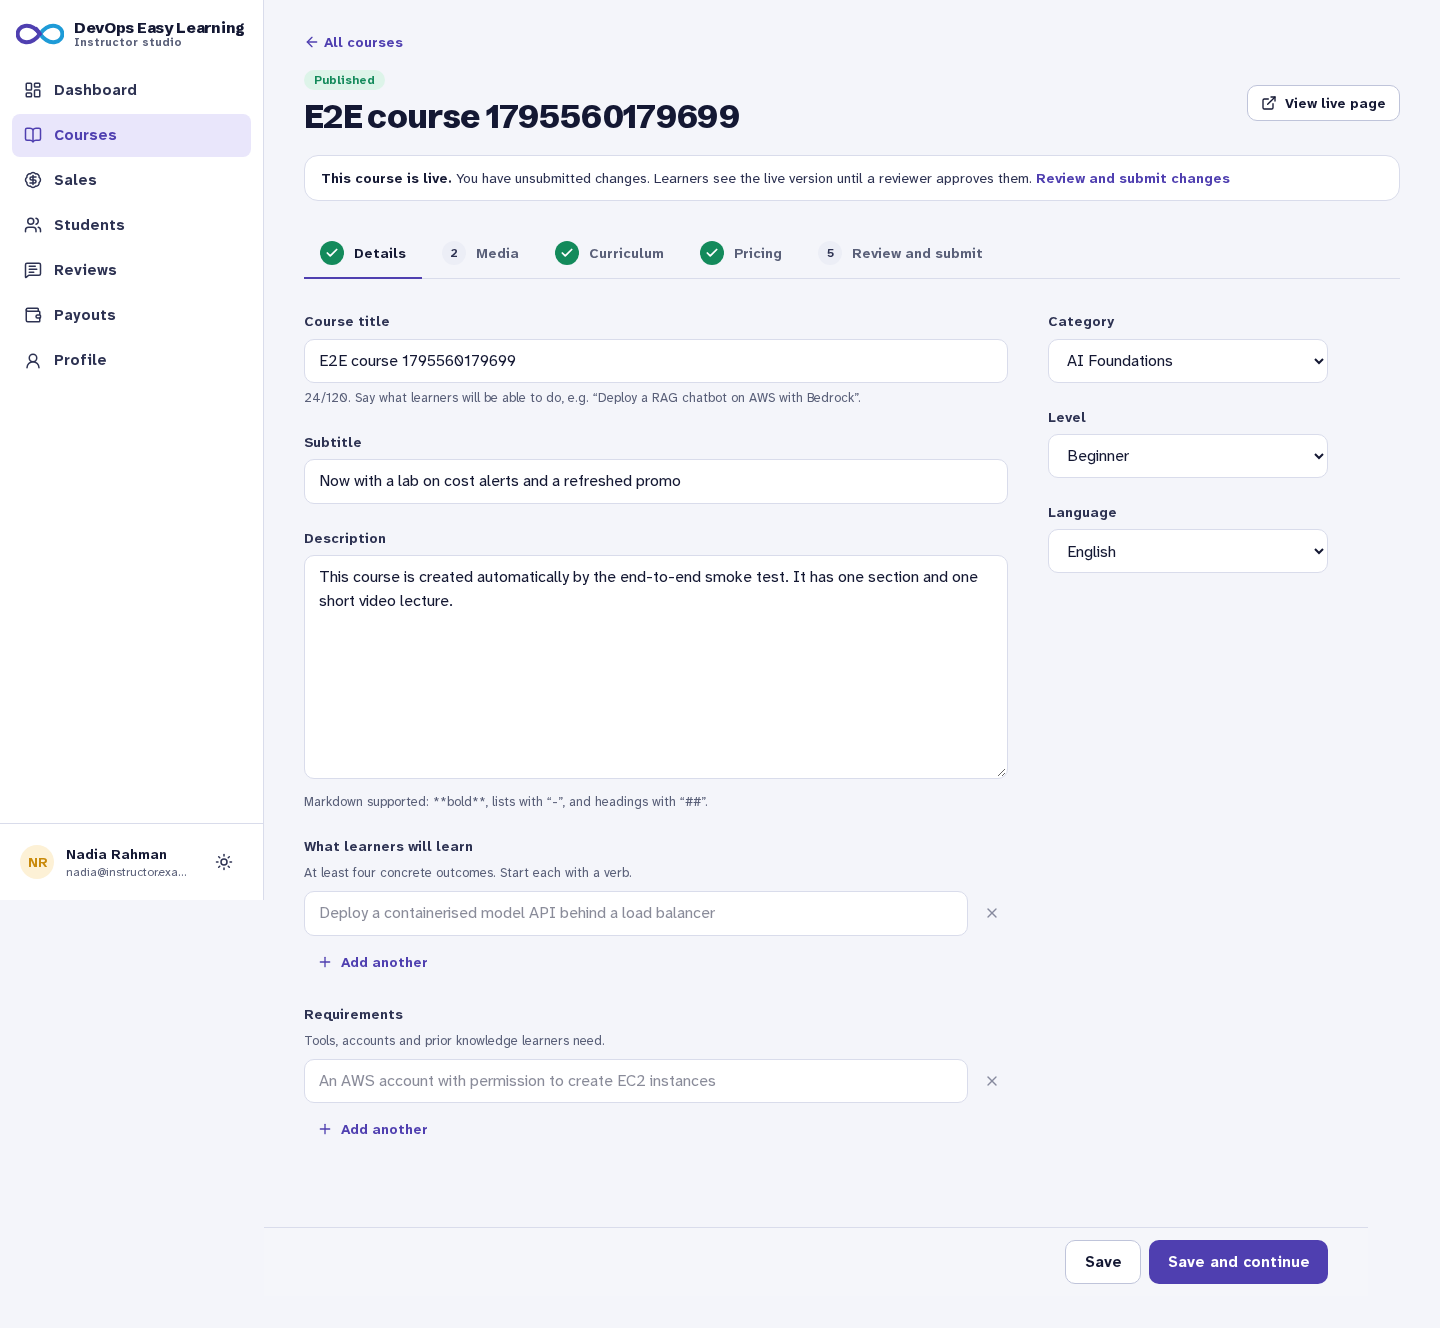 DevOps Easy Learning
Instructor studio
Dashboard
Courses
Sales
Students
Reviews
Payouts
Profile
NR
Nadia Rahman
nadia@instructor.exa...
All courses
Published
E2E course 1795560179699
View live page
This course is live. You have unsubmitted changes. Learners see the live version until a reviewer approves them. Review and submit changes
Details
2 Media
Curriculum
Pricing
5 Review and submit
Course title
E2E course 1795560179699
24/120. Say what learners will be able to do, e.g. “Deploy a RAG chatbot on AWS with Bedrock”.
Subtitle
Now with a lab on cost alerts and a refreshed promo
Description
This course is created automatically by the end-to-end smoke test. It has one section and one
short video lecture.
Markdown supported: **bold**, lists with “-”, and headings with “##”.
What learners will learn
At least four concrete outcomes. Start each with a verb.
Deploy a containerised model API behind a load balancer
Add another
Requirements
Tools, accounts and prior knowledge learners need.
An AWS account with permission to create EC2 instances
Add another
Category
AI Foundations
Level
Beginner
Language
English
Save
Save and continue